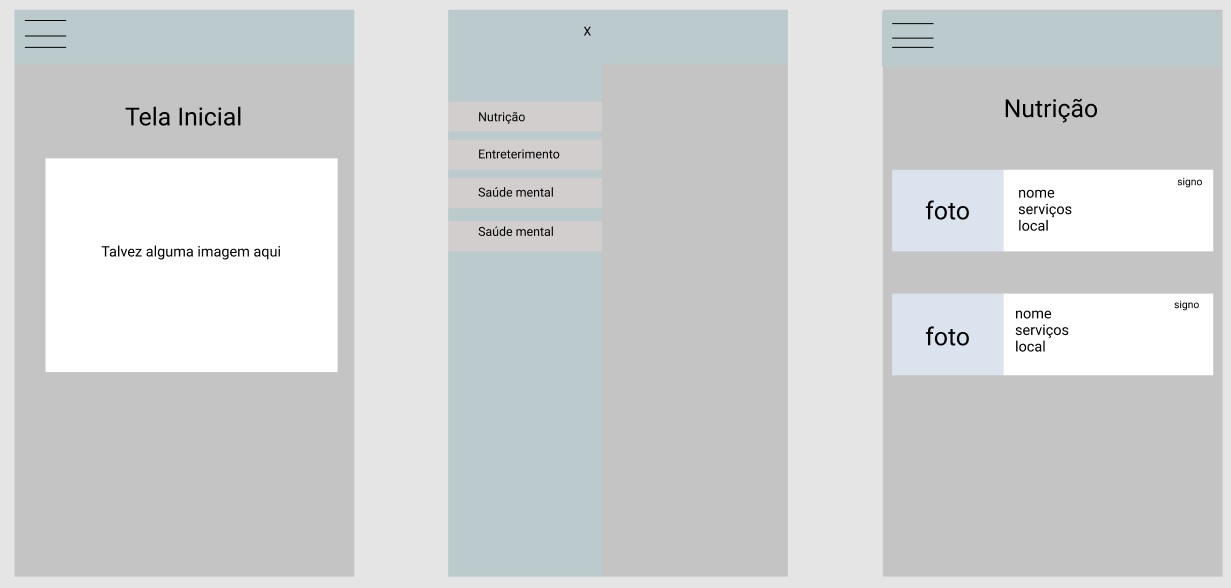 Tela Inicial
Talvez alguma imagem aqui
X
Nutrição
Entreterimento
Saúde mental
Saúde mental
Nutrição
foto
nome
serviços
local
signo
foto
nome
serviços
local
signo